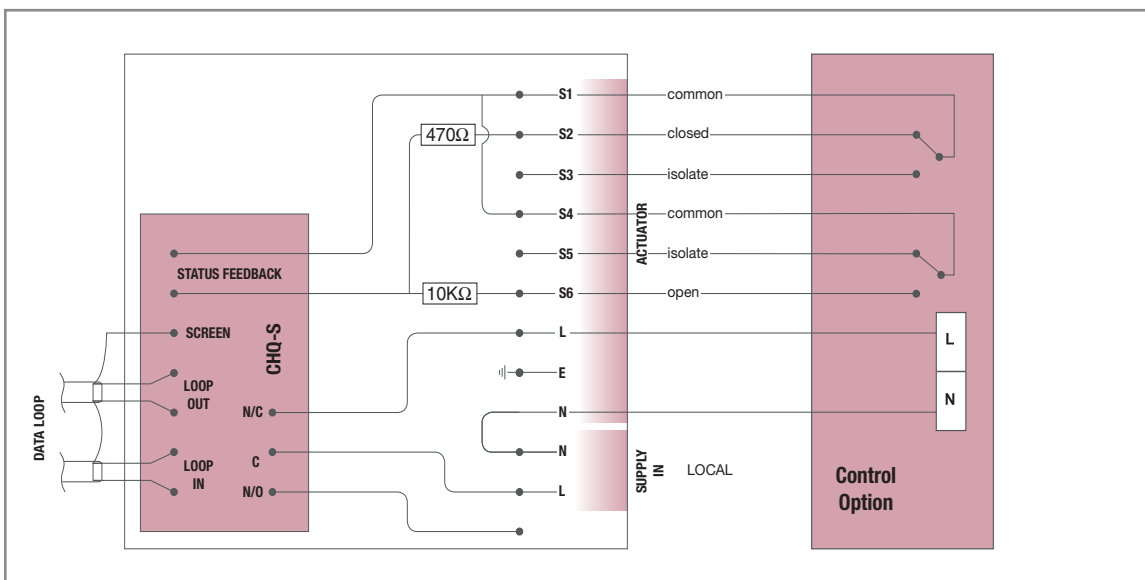 S1 common
470Ω S2 closed
S3 isolate
S4 common
S5 isolate
STATUS FEEDBACK
10KΩ S6 open
ACTUATOR
SCREEN
L
L
CHQ-S
E
LOOP
OUT
N/C
N
N
DATA LOOP
LOOP
IN
C
N/O
N
L
SUPPLY
IN
LOCAL
Control
Option